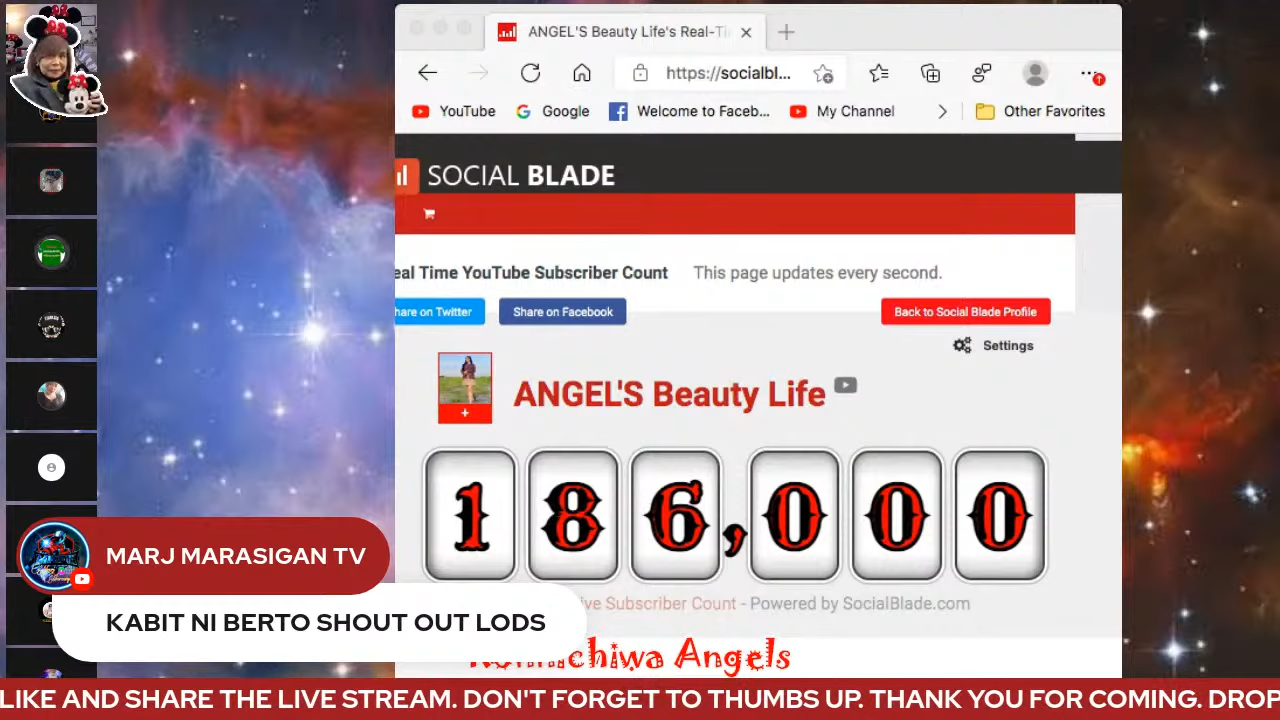 ANGEL'S Beauty Life's Real-Ti
https://socialbl...
YouTube
Google
Welcome to Faceb...
My Channel
Other Favorites
SOCIAL BLADE
eal Time YouTube Subscriber Count
This page updates every second.
hare on Twitter
Share on Facebook
Back to Social Blade Profile
Settings
+
ANGEL'S Beauty Life
186,000
ive Subscriber Count - Powered by SocialBlade.com
MARJ MARASIGAN TV
KABIT NI BERTO SHOUT OUT LODS
Konnichiwa Angels
LIKE AND SHARE THE LIVE STREAM. DON'T FORGET TO THUMBS UP. THANK YOU FOR COMING. DROP